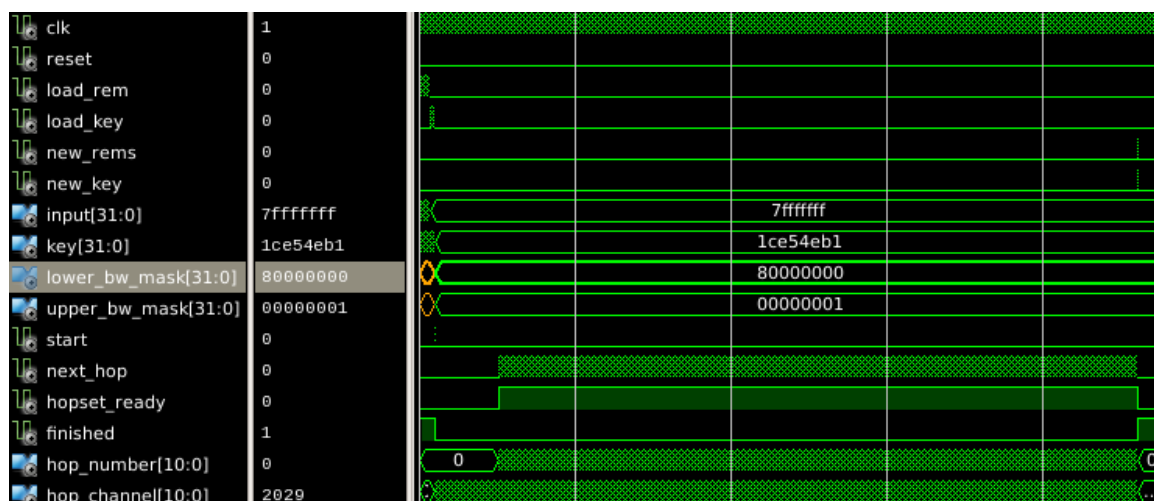 clk 1
reset 0
load_rem 0
load_key 0
new_rems 0
new_key 0
input[31:0] 7fffffff 7fffffff
key[31:0] 1ce54eb1 1ce54eb1
lower_bw_mask[31:0] 80000000 80000000
upper_bw_mask[31:0] 00000001 00000001
start 0
next_hop 0
hopset_ready 0
finished 1
hop_number[10:0] 0 0 0
hop_channel[10:0] 2029